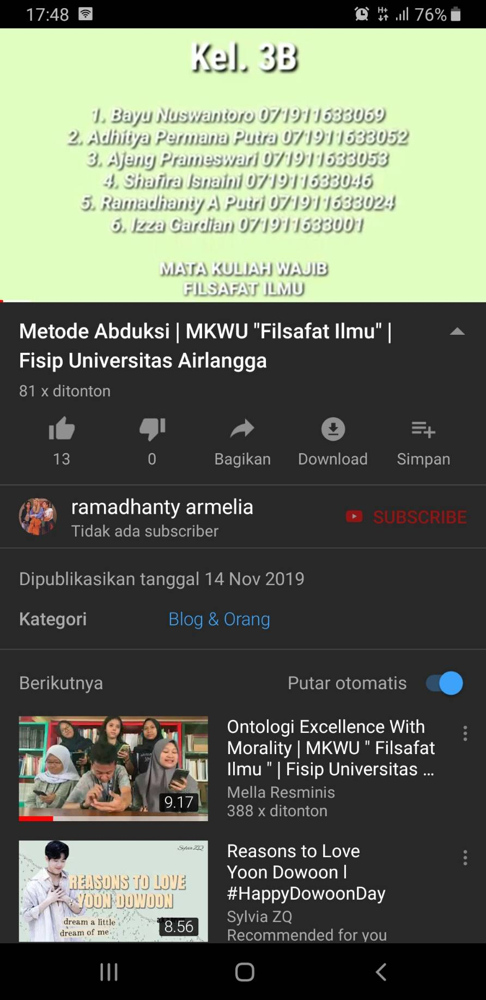 17:48
H+
76%
Kel. 3B
1. Bayu Nuswantoro 071911633069
2. Adhitya Permana Putra 071911633052
3. Ajeng Prameswari 071911633053
4. Shafira Isnaini 071911633046
5. Ramadhanty A Putri 071911633024
6. Izza Gardian 071911633001
MATA KULIAH WAJIB
FILSAFAT ILMU
Metode Abduksi | MKWU "Filsafat Ilmu" |
Fisip Universitas Airlangga
81 x ditonton
13
0
Bagikan
Download
Simpan
ramadhanty armelia
Tidak ada subscriber
SUBSCRIBE
Dipublikasikan tanggal 14 Nov 2019
Kategori
Blog & Orang
Berikutnya
Putar otomatis
9.17
Ontologi Excellence With
Morality | MKWU " Filsafat
Ilmu " | Fisip Universitas ...
Mella Resminis
388 x ditonton
Sylvia ZQ
REASONS TO LOVE
YOON DOWOON
dream a little
dream of me
8.56
Reasons to Love
Yoon Dowoon l
#HappyDowoonDay
Sylvia ZQ
Recommended for you